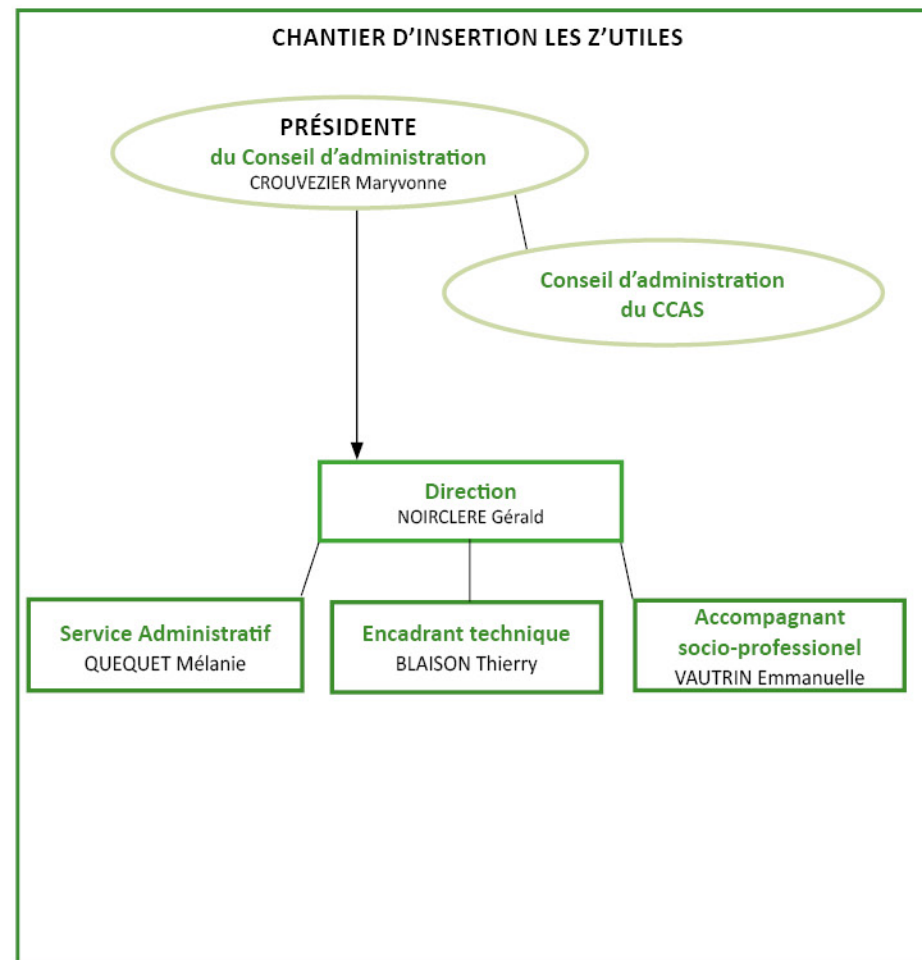 CHANTIER D'INSERTION LES Z'UTILES
PRÉSIDENTE
du Conseil d'administration
CROUVEZIER Maryvonne
Conseil d'administration
du CCAS
Direction
NOIRCLERE Gérald
Service Administratif
QUEQUET Mélanie
Encadrant technique
BLAISON Thierry
Accompagnant
socio-professionel
VAUTRIN Emmanuelle